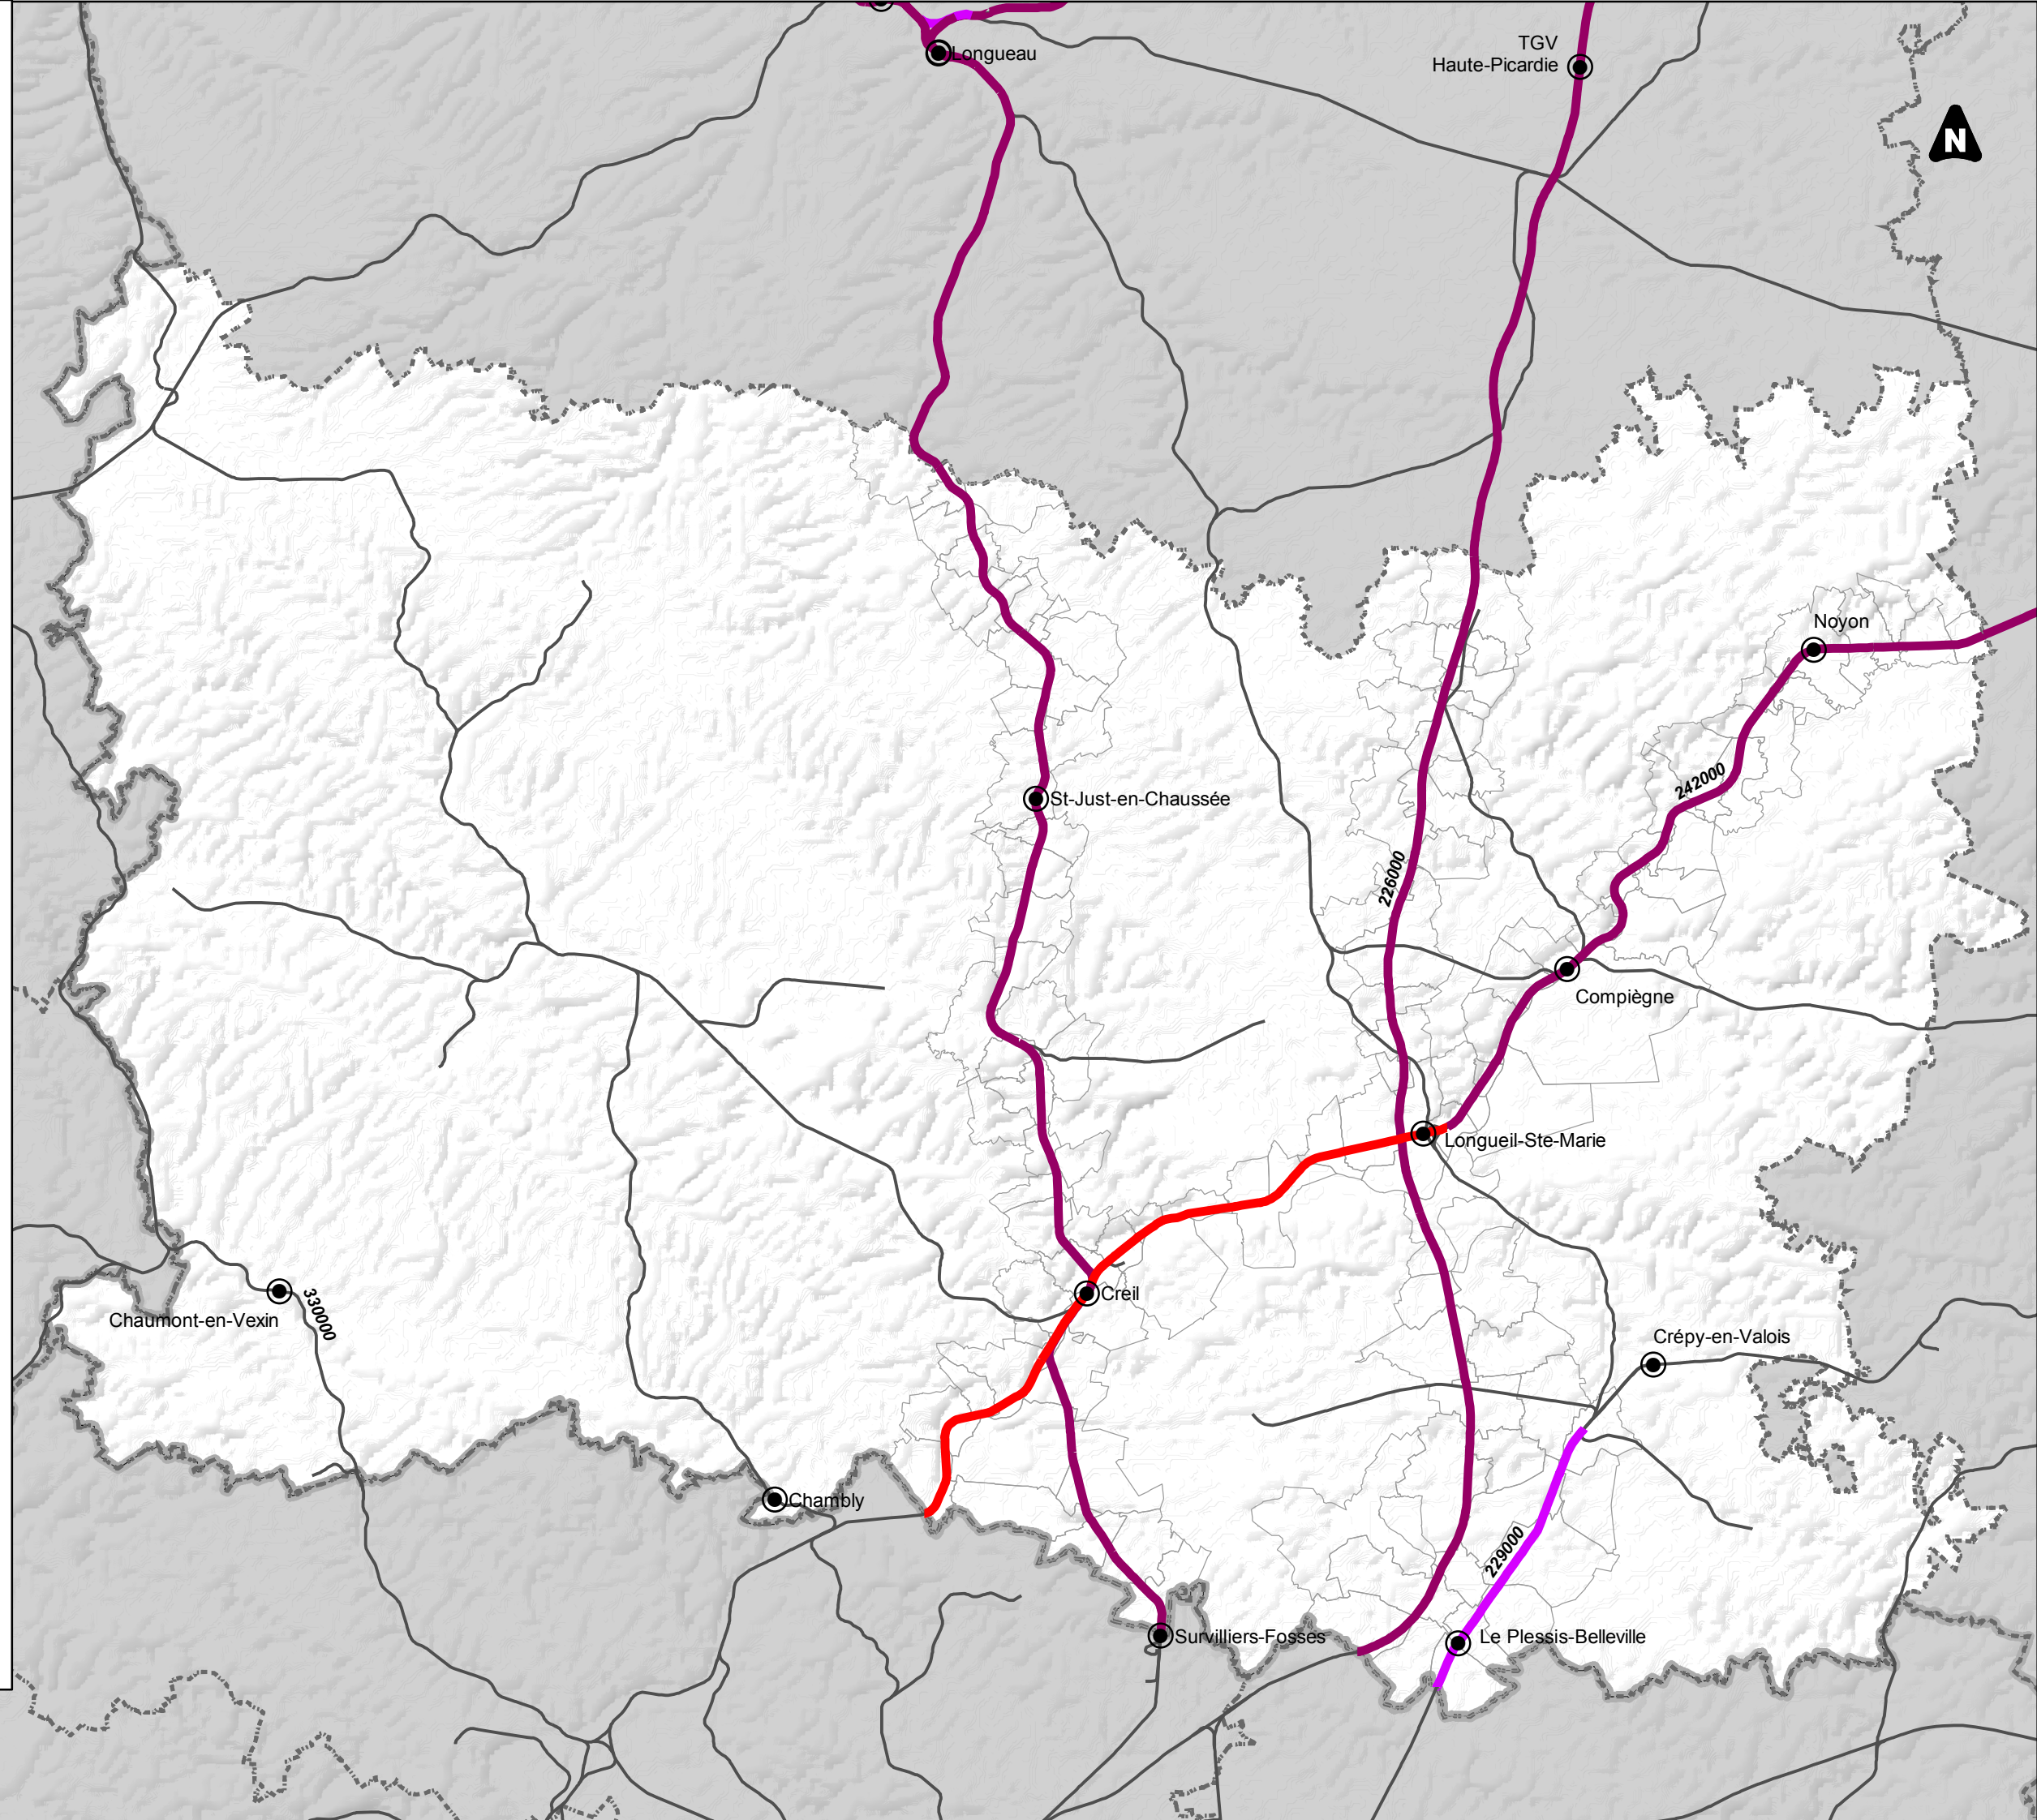 Longueau
TGV
Haute-Picardie
N
Noyon
242000
St-Just-en-Chaussée
226000
Compiègne
Longueil-Ste-Marie
Creil
Chaumont-en-Vexin
330000
Crépy-en-Valois
Chambly
229000
Survilliers-Fosses
Le Plessis-Belleville